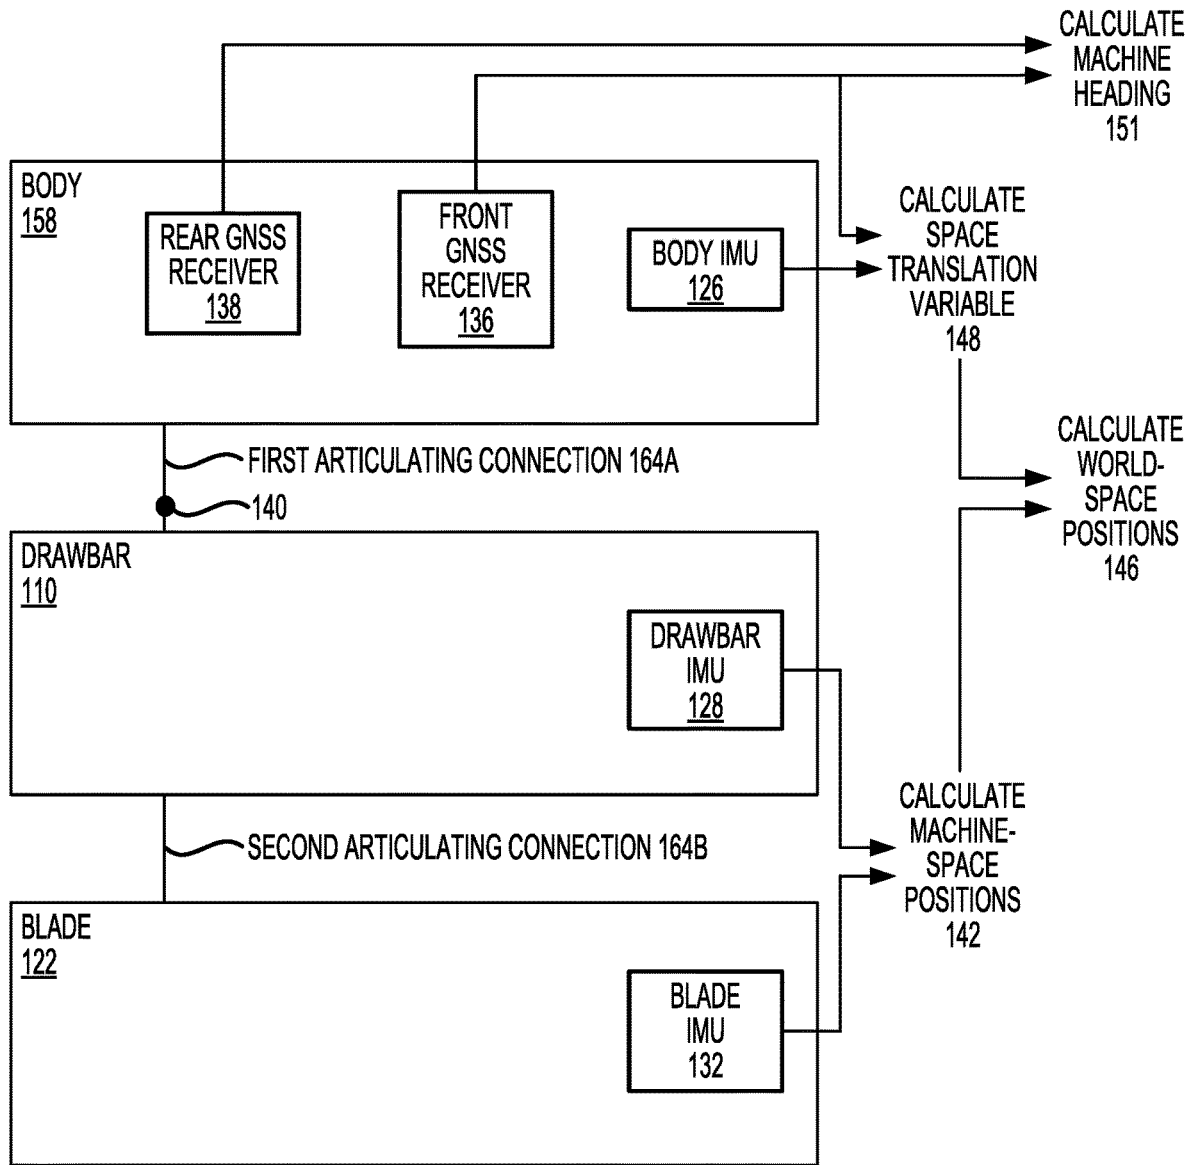 CALCULATE
MACHINE
HEADING
151
BODY
158
REAR GNSS
RECEIVER
138
FRONT
GNSS
RECEIVER
136
BODY IMU
126
CALCULATE
SPACE
TRANSLATION
VARIABLE
148
FIRST ARTICULATING CONNECTION 164A
140
CALCULATE
WORLD-
SPACE
POSITIONS
146
DRAWBAR
110
DRAWBAR
IMU
128
SECOND ARTICULATING CONNECTION 164B
CALCULATE
MACHINE-
SPACE
POSITIONS
142
BLADE
122
BLADE
IMU
132